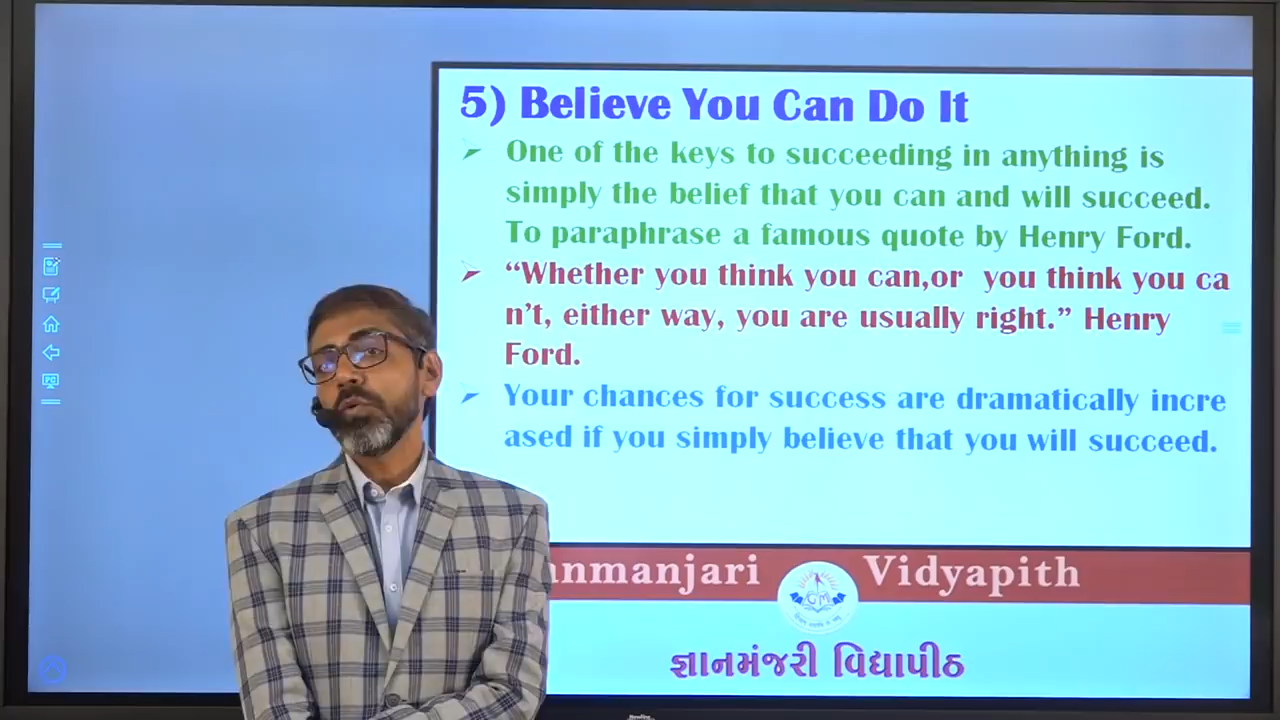 5) Believe You Can Do It
One of the keys to succeeding in anything is
simply the belief that you can and will succeed.
To paraphrase a famous quote by Henry Ford.
“Whether you think you can,or you think you ca
n’t, either way, you are usually right.” Henry
Ford.
Your chances for success are dramatically incre
ased if you simply believe that you will succeed.
nmanjari Vidyapith
GM
જ્ઞાનમંજરી વિદ્યાપીઠ